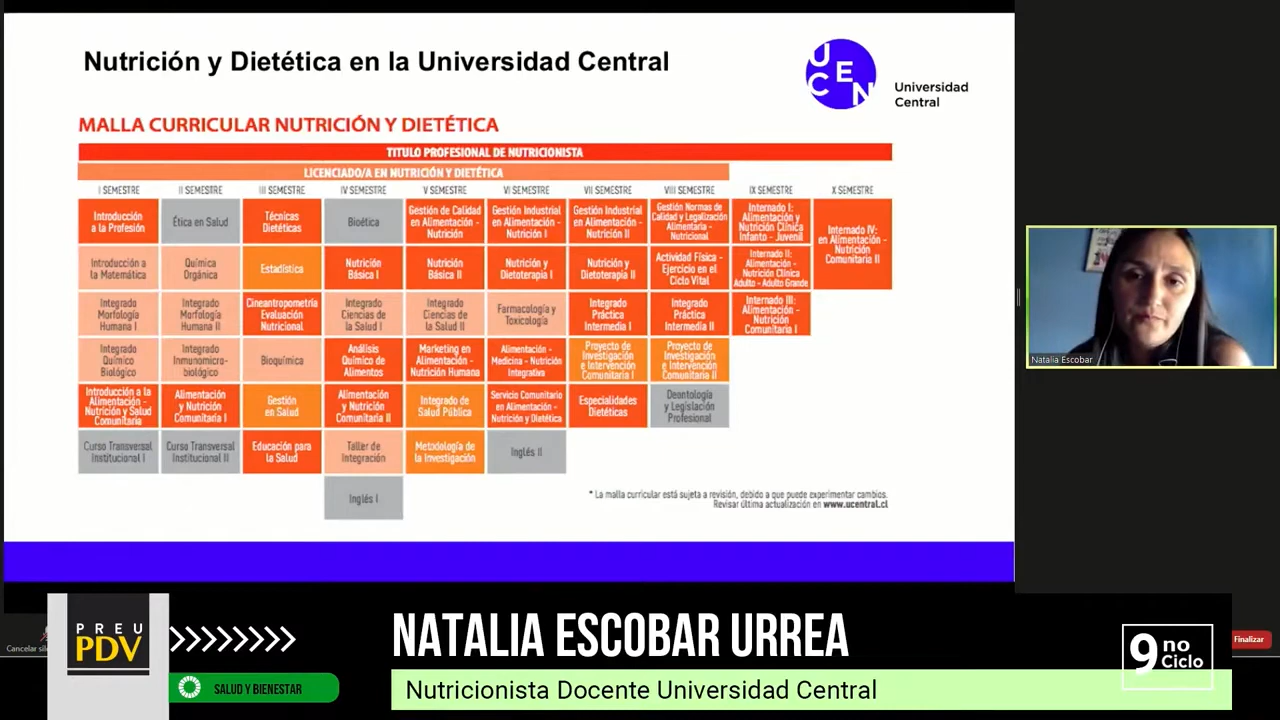 Nutrición y Dietética en la Universidad Central
U
C E
N
Universidad
Central
MALLA CURRICULAR NUTRICIÓN Y DIETÉTICA
TITULO PROFESIONAL DE NUTRICIONISTA
LICENCIADO/A EN NUTRICIÓN Y DIETÉTICA
I SEMESTRE
II SEMESTRE
III SEMESTRE
IV SEMESTRE
V SEMESTRE
VI SEMESTRE
VII SEMESTRE
VIII SEMESTRE
IX SEMESTRE
X SEMESTRE
Introducción
a la Profesión
Ética en Salud
Técnicas
Dietéticas
Bioética
Gestión de Calidad
en Alimentación -
Nutrición
Gestión Industrial
en Alimentación -
Nutrición I
Gestión Industrial
en Alimentación -
Nutrición II
Gestión Normas de
Calidad y Legalización
Alimentaria -
Nutricional
Internado I:
Alimentación y
Nutrición Clínica
Infanto - Juvenil
Internado IV:
en Alimentación -
Nutrición
Comunitaria II
Introducción a
la Matemática
Química
Orgánica
Estadística
Nutrición
Básica I
Nutrición
Básica II
Nutrición y
Dietoterapia I
Nutrición y
Dietoterapia II
Actividad Física -
Ejercicio en el
Ciclo Vital
Internado II:
Alimentación -
Nutrición Clínica
Adulto - Adulto Grande
Integrado
Morfología
Humana I
Integrado
Morfología
Humana II
Cineantropometría
Evaluación
Nutricional
Integrado
Ciencias de
la Salud I
Integrado
Ciencias de
la Salud II
Farmacología y
Toxicología
Integrado
Práctica
Intermedia I
Integrado
Práctica
Intermedia II
Internado III:
Alimentación -
Nutrición
Comunitaria I
Integrado
Químico
Biológico
Integrado
Inmunomicro-
biológico
Bioquímica
Análisis
Químico de
Alimentos
Marketing en
Alimentación -
Nutrición Humana
Alimentación -
Medicina - Nutrición
Integrativa
Proyecto de
Investigación
e Intervención
Comunitaria I
Proyecto de
Investigación
e Intervención
Comunitaria II
Introducción a la
Alimentación -
Nutrición y Salud
Comunitaria
Alimentación
y Nutrición
Comunitaria I
Gestión
en Salud
Alimentación
y Nutrición
Comunitaria II
Integrado de
Salud Pública
Servicio Comunitario
en Alimentación -
Nutrición y Dietética
Especialidades
Dietéticas
Deontología
y Legislación
Profesional
Curso Transversal
Institucional I
Curso Transversal
Institucional II
Educación para
la Salud
Taller de
Integración
Metodología de
la Investigación
Inglés II
Inglés I
* La malla curricular está sujeta a revisión, debido a que puede experimentar cambios.
Revisar última actualización en www.ucentral.cl
Natalia Escobar
PREU
PDV
SALUD Y BIENESTAR
NATALIA ESCOBAR URREA
Nutricionista Docente Universidad Central
9 no
Ciclo
Cancelar
Finalizar